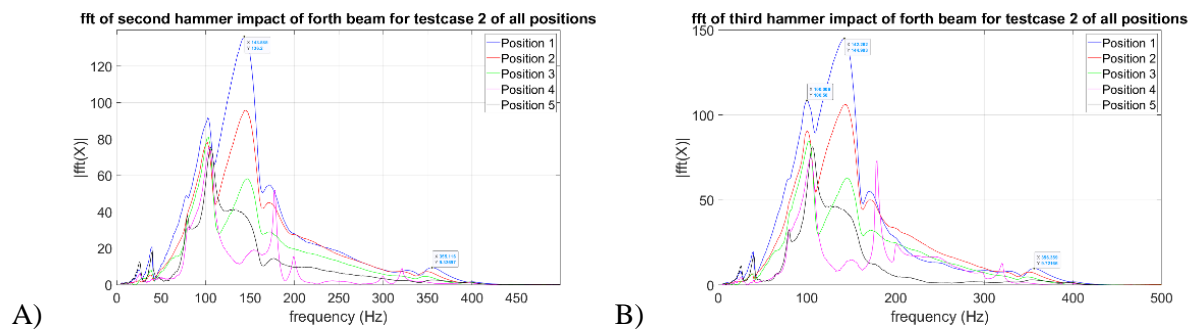 fft of second hammer impact of forth beam for testcase 2 of all positions
|fft(X)|
120
100
80
60
40
20
0
0 50 100 150 200 250 300 350 400 450
frequency (Hz)
Position 1
Position 2
Position 3
Position 4
Position 5
A)
fft of third hammer impact of forth beam for testcase 2 of all positions
|fft(X)|
150
100
50
0
0 100 200 300 400 500
frequency (Hz)
Position 1
Position 2
Position 3
Position 4
Position 5
B)